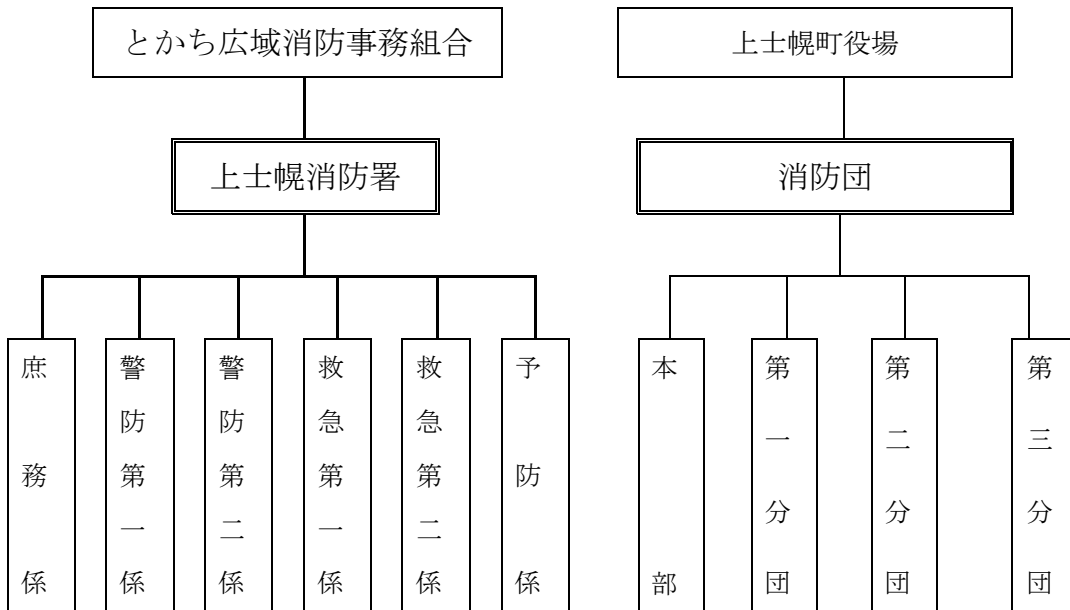 とかち広域消防事務組合
上士幌町役場
上士幌消防署
消防団
庶務係
警防第一係
警防第二係
救急第一係
救急第二係
予防係
本部
第一分団
第二分団
第三分団